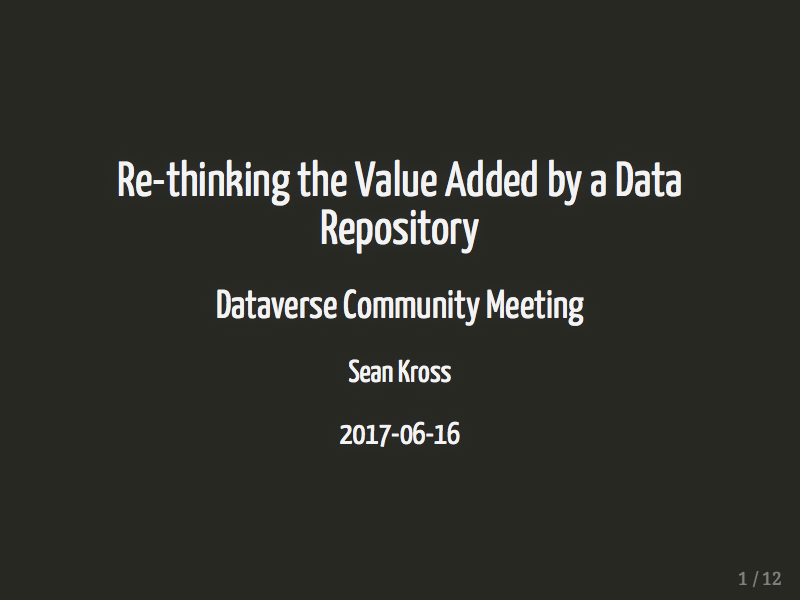 Re-thinking the Value Added by a Data
Repository
Dataverse Community Meeting
Sean Kross
2017-06-16
1 / 12